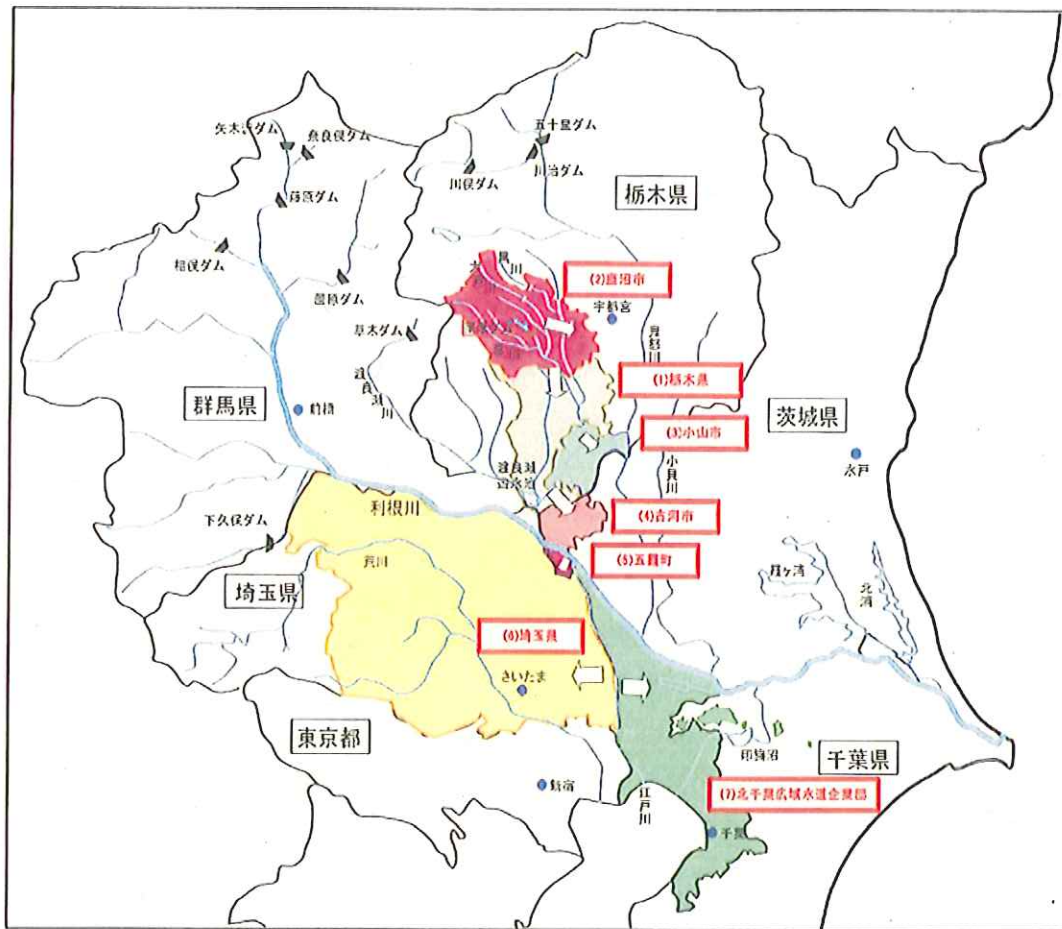 矢木沢ダム
奈良俣ダム
五十里ダム
川俣ダム
川治ダム
藤原ダム
栃木県
相俣ダム
黒川
(2)鹿沼市
薗原ダム
宇都宮
草木ダム
鬼怒川
渡良瀬川
(1)栃木県
群馬県
前橋
茨城県
(3)小山市
水戸
渡良瀬
遊水地
小貝川
利根川
(4)古河市
下久保ダム
荒川
(5)五霞町
霞ヶ浦
北浦
埼玉県
(6)埼玉県
さいたま
東京都
印旛沼
千葉県
新宿
江戸川
(7)北千葉広域水道企業団
千葉